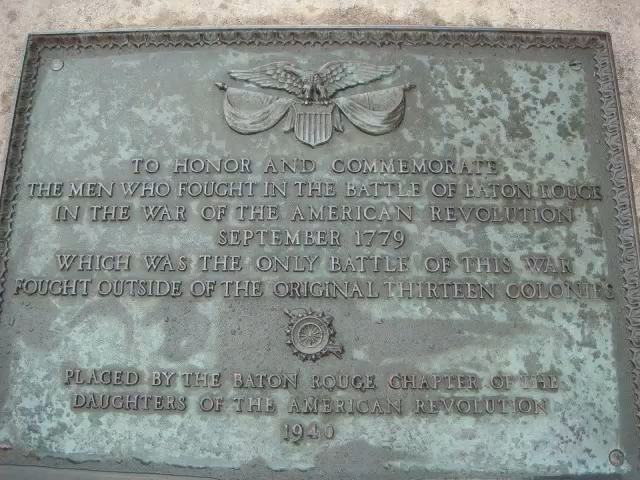 TO HONOR AND COMMEMORATE
THE MEN WHO FOUGHT IN THE BATTLE OF BATON ROUGE
IN THE WAR OF THE AMERICAN REVOLUTION
SEPTEMBER 1779
WHICH WAS THE ONLY BATTLE OF THIS WAR
FOUGHT OUTSIDE OF THE ORIGINAL THIRTEEN COLONIES
PLACED BY THE BATON ROUGE CHAPTER OF THE
DAUGHTERS OF THE AMERICAN REVOLUTION
1940